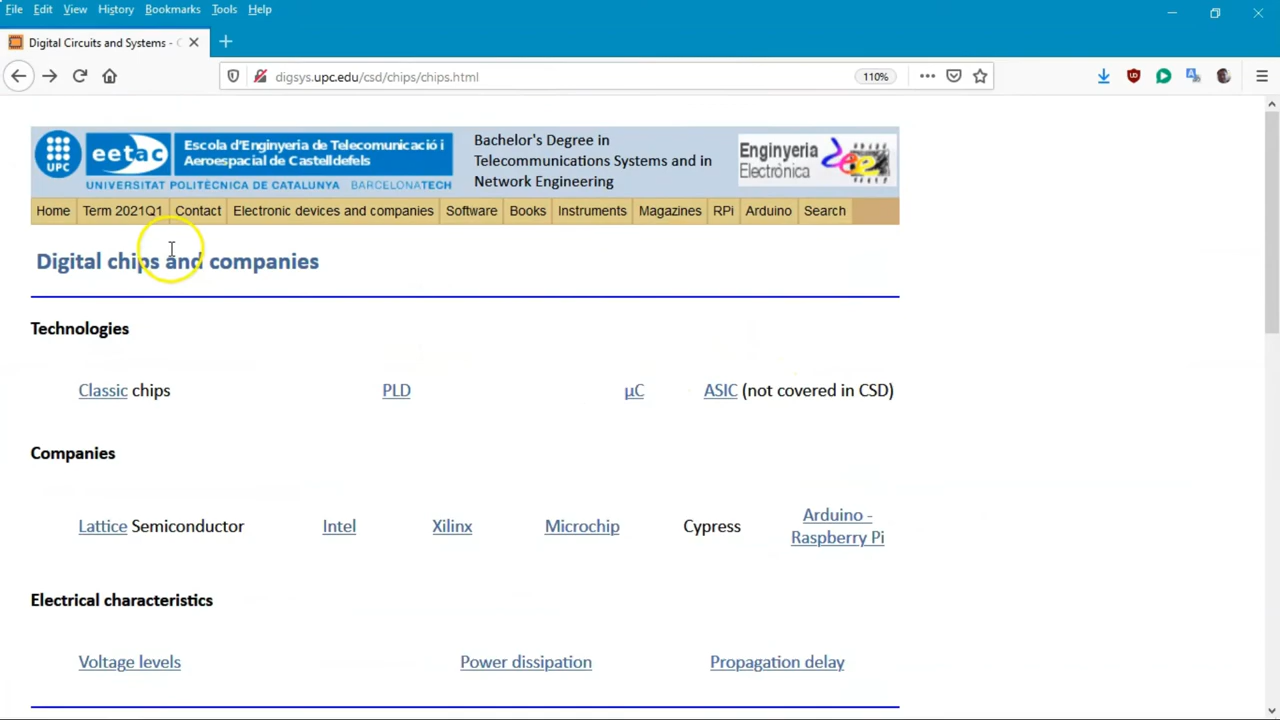 File Edit View History Bookmarks Tools Help
Digital Circuits and Systems - C
digsys.upc.edu/csd/chips/chips.html
110%
UPC
eetac
Escola d'Enginyeria de Telecomunicació i
Aeroespacial de Castelldefels
UNIVERSITAT POLITÈCNICA DE CATALUNYA BARCELONATECH
Bachelor's Degree in
Telecommunications Systems and in
Network Engineering
Enginyeria
Electrònica
Home Term 2021Q1 Contact Electronic devices and companies Software Books Instruments Magazines RPi Arduino Search
Digital chips and companies
Technologies
Classic chips PLD µC ASIC (not covered in CSD)
Companies
Lattice Semiconductor Intel Xilinx Microchip Cypress Arduino -
Raspberry Pi
Electrical characteristics
Voltage levels Power dissipation Propagation delay